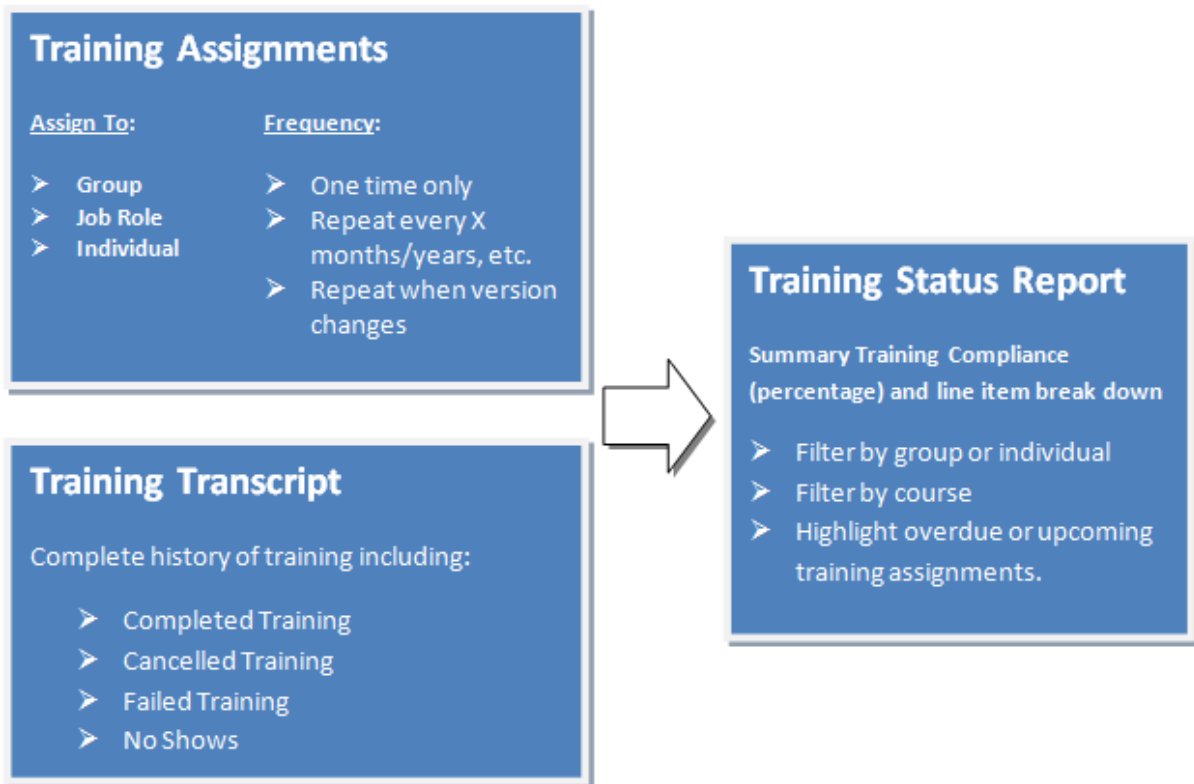 Training Assignments
Assign To:
Group
Job Role
Individual
Frequency:
One time only
Repeat every X
months/years, etc.
Repeat when version
changes
Training Transcript
Complete history of training including:
Completed Training
Cancelled Training
Failed Training
No Shows
Training Status Report
Summary Training Compliance
(percentage) and line item break down
Filter by group or individual
Filter by course
Highlight overdue or upcoming
training assignments.